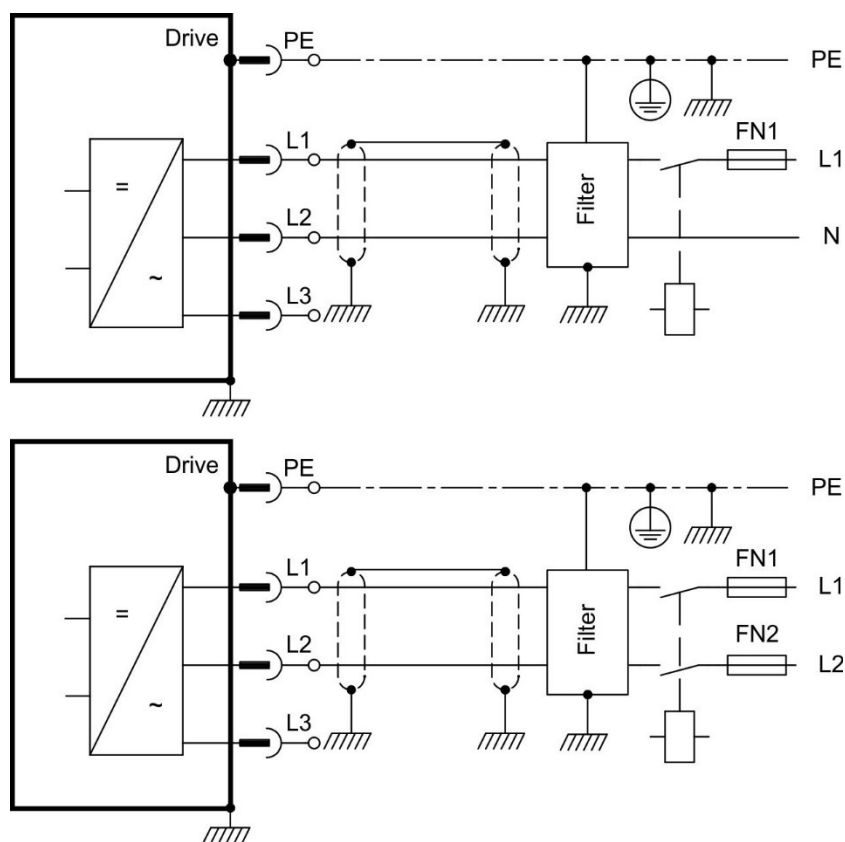 Drive
PE
PE
FN1
L1
L1
=
Filter
L2
N
~
L3
Drive
PE
PE
FN1
L1
L1
=
FN2
Filter
L2
L2
~
L3